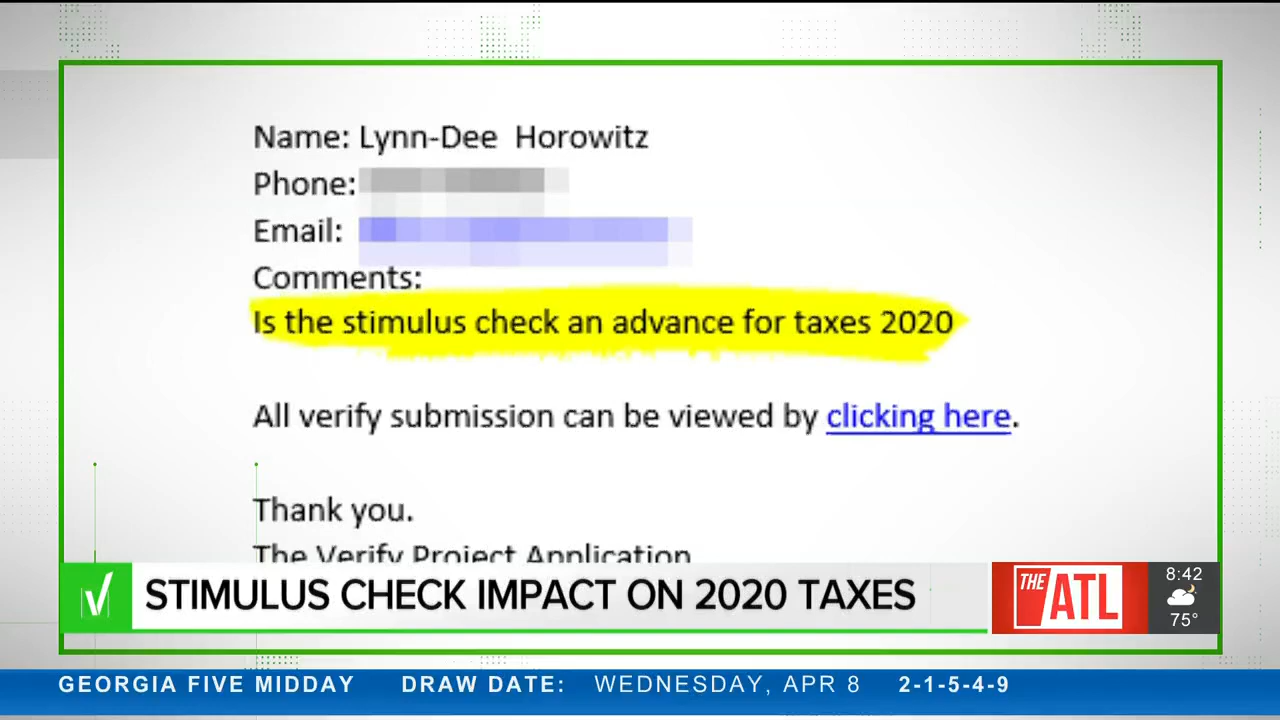 Name: Lynn-Dee Horowitz
Phone:
Email:
Comments:
Is the stimulus check an advance for taxes 2020
All verify submission can be viewed by clicking here.
Thank you.
The Verify Project Application
STIMULUS CHECK IMPACT ON 2020 TAXES
THE ATL
8:42
75°
GEORGIA FIVE MIDDAY DRAW DATE: WEDNESDAY, APR 8 2-1-5-4-9